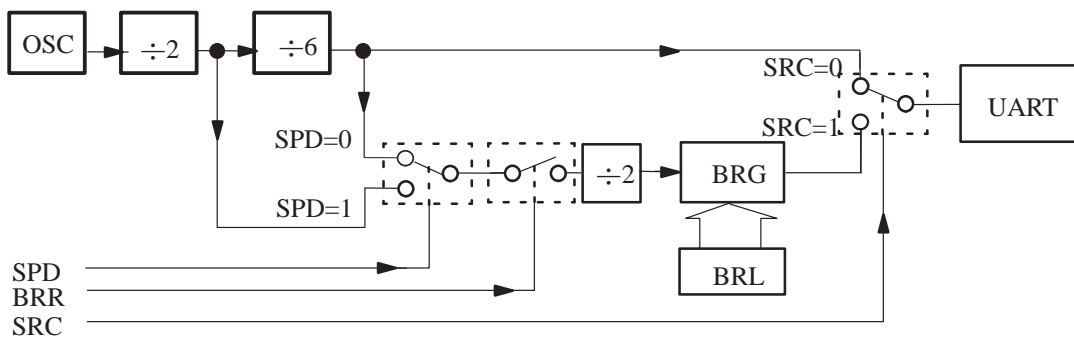 OSC
÷2
÷6
SRC=0
UART
SRC=1
SPD=0
÷2
BRG
SPD=1
SPD
BRL
BRR
SRC